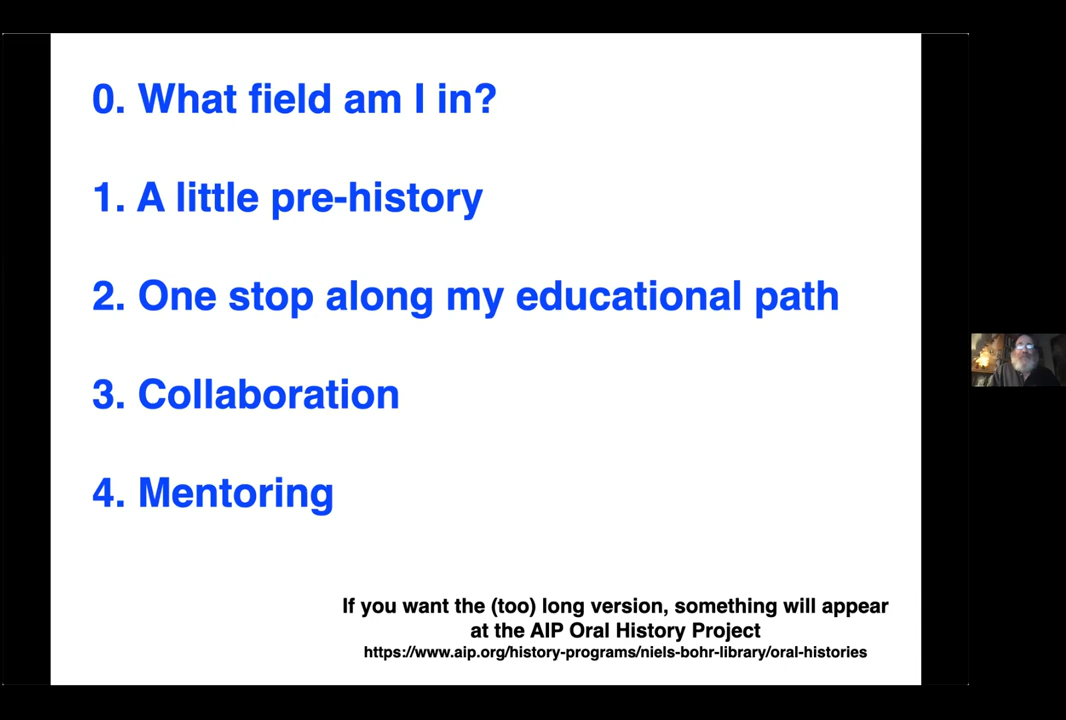 0. What field am I in?
1. A little pre-history
2. One stop along my educational path
3. Collaboration
4. Mentoring
If you want the (too) long version, something will appear
at the AIP Oral History Project
https://www.aip.org/history-programs/niels-bohr-library/oral-histories